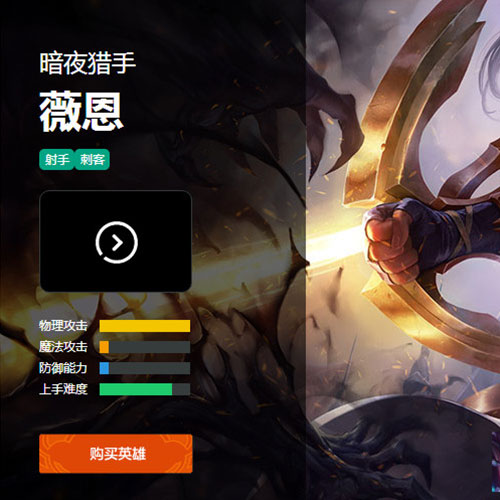 暗夜猎手
薇恩
射手 刺客
物理攻击
魔法攻击
防御能力
上手难度
购买英雄